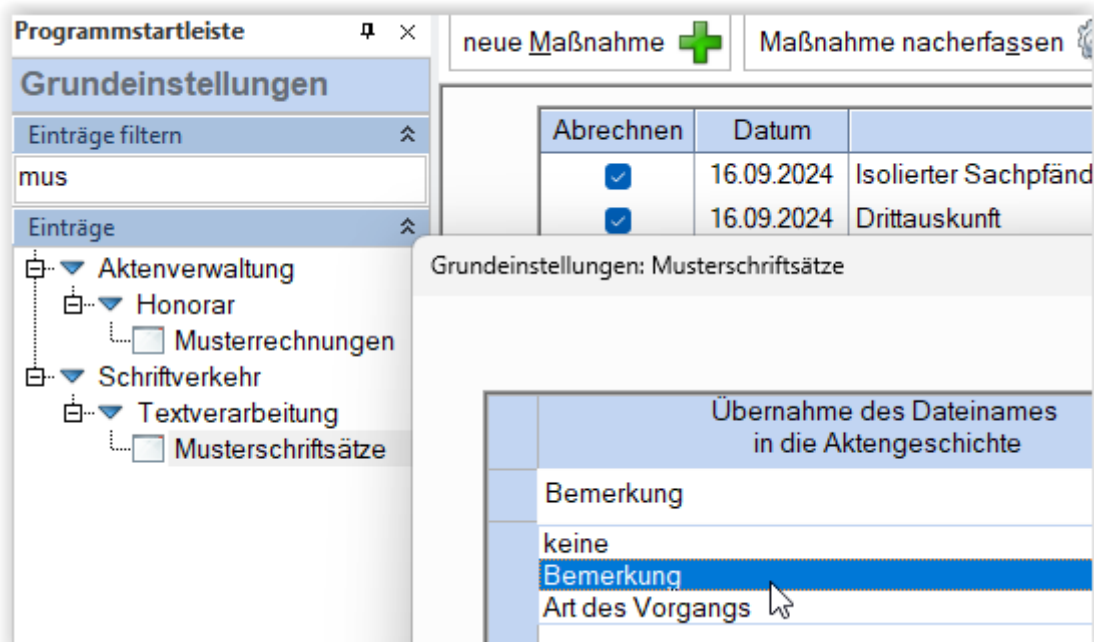 Programmstartleiste
Grundeinstellungen
Einträge filtern
mus
Einträge
Aktenverwaltung
Honorar
Musterrechnungen
Schriftverkehr
Textverarbeitung
Musterschriftsätze
neue Maßnahme
Maßnahme nacherfassen
Abrechnen Datum
16.09.2024 Isolierter Sachpfänd
16.09.2024 Drittauskunft
Grundeinstellungen: Musterschriftsätze
Übernahme des Dateinames
in die Aktengeschichte
Bemerkung
keine
Bemerkung
Art des Vorgangs